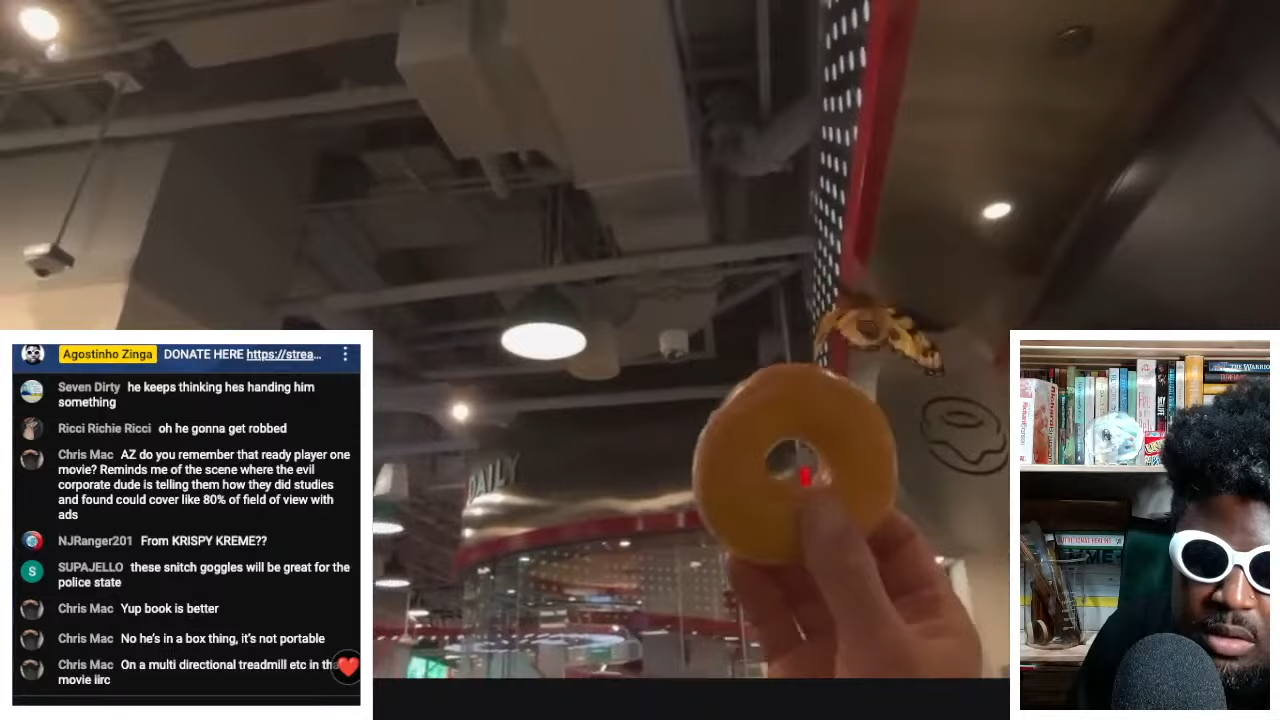 Agostinho Zinga DONATE HERE https://strea...
Seven Dirty he keeps thinking hes handing him
something
Ricci Richie Ricci oh he gonna get robbed
Chris Mac AZ do you remember that ready player one
movie? Reminds me of the scene where the evil
corporate dude is telling them how they did studies
and found could cover like 80% of field of view with
ads
NJRanger201 From KRISPY KREME??
S
SUPAJELLO these snitch goggles will be great for the
police state
Chris Mac Yup book is better
Chris Mac No he's in a box thing, it's not portable
Chris Mac On a multi directional treadmill etc in th
movie iirc
DAILY
THE WARRIO